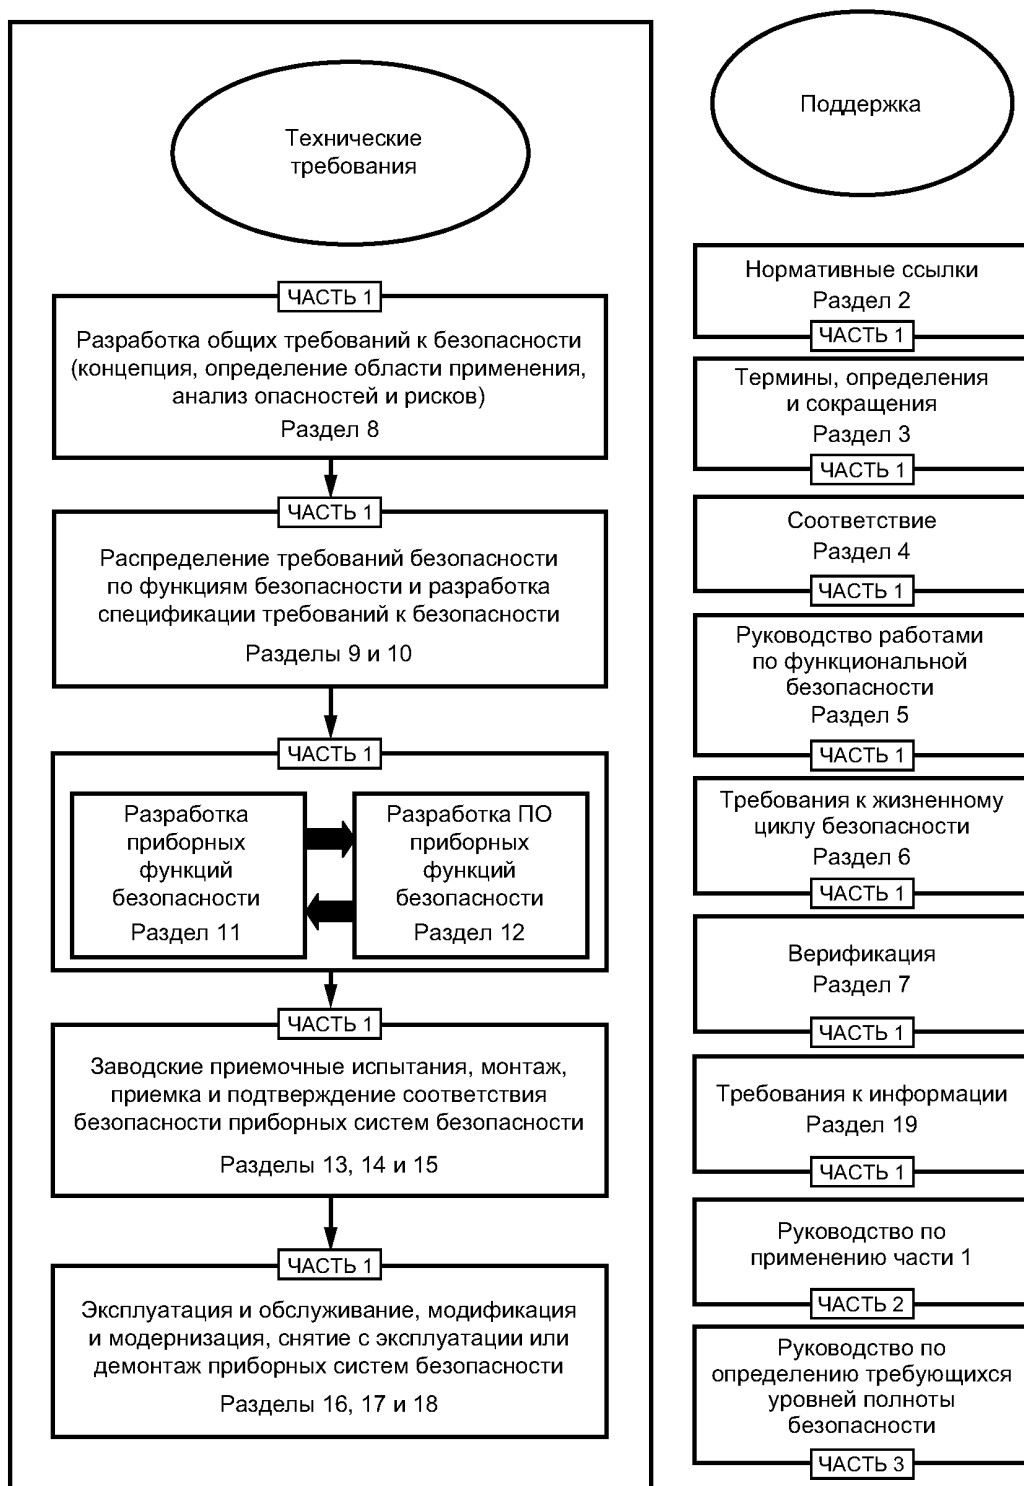 Технические
требования
ЧАСТЬ 1
Разработка общих требований к безопасности
(концепция, определение области применения,
анализ опасностей и рисков)
Раздел 8
ЧАСТЬ 1
Распределение требований безопасности
по функциям безопасности и разработка
спецификации требований к безопасности
Разделы 9 и 10
ЧАСТЬ 1
Разработка
приборных
функций
безопасности
Раздел 11
Разработка ПО
приборных
функций
безопасности
Раздел 12
ЧАСТЬ 1
Заводские приемочные испытания, монтаж,
приемка и подтверждение соответствия
безопасности приборных систем безопасности
Разделы 13, 14 и 15
ЧАСТЬ 1
Эксплуатация и обслуживание, модификация
и модернизация, снятие с эксплуатации или
демонтаж приборных систем безопасности
Разделы 16, 17 и 18
Поддержка
Нормативные ссылки
Раздел 2
ЧАСТЬ 1
Термины, определения
и сокращения
Раздел 3
ЧАСТЬ 1
Соответствие
Раздел 4
ЧАСТЬ 1
Руководство работами
по функциональной
безопасности
Раздел 5
ЧАСТЬ 1
Требования к жизненному
циклу безопасности
Раздел 6
ЧАСТЬ 1
Верификация
Раздел 7
ЧАСТЬ 1
Требования к информации
Раздел 19
ЧАСТЬ 1
Руководство по
применению части 1
ЧАСТЬ 2
Руководство по
определению требующихся
уровней полноты
безопасности
ЧАСТЬ 3